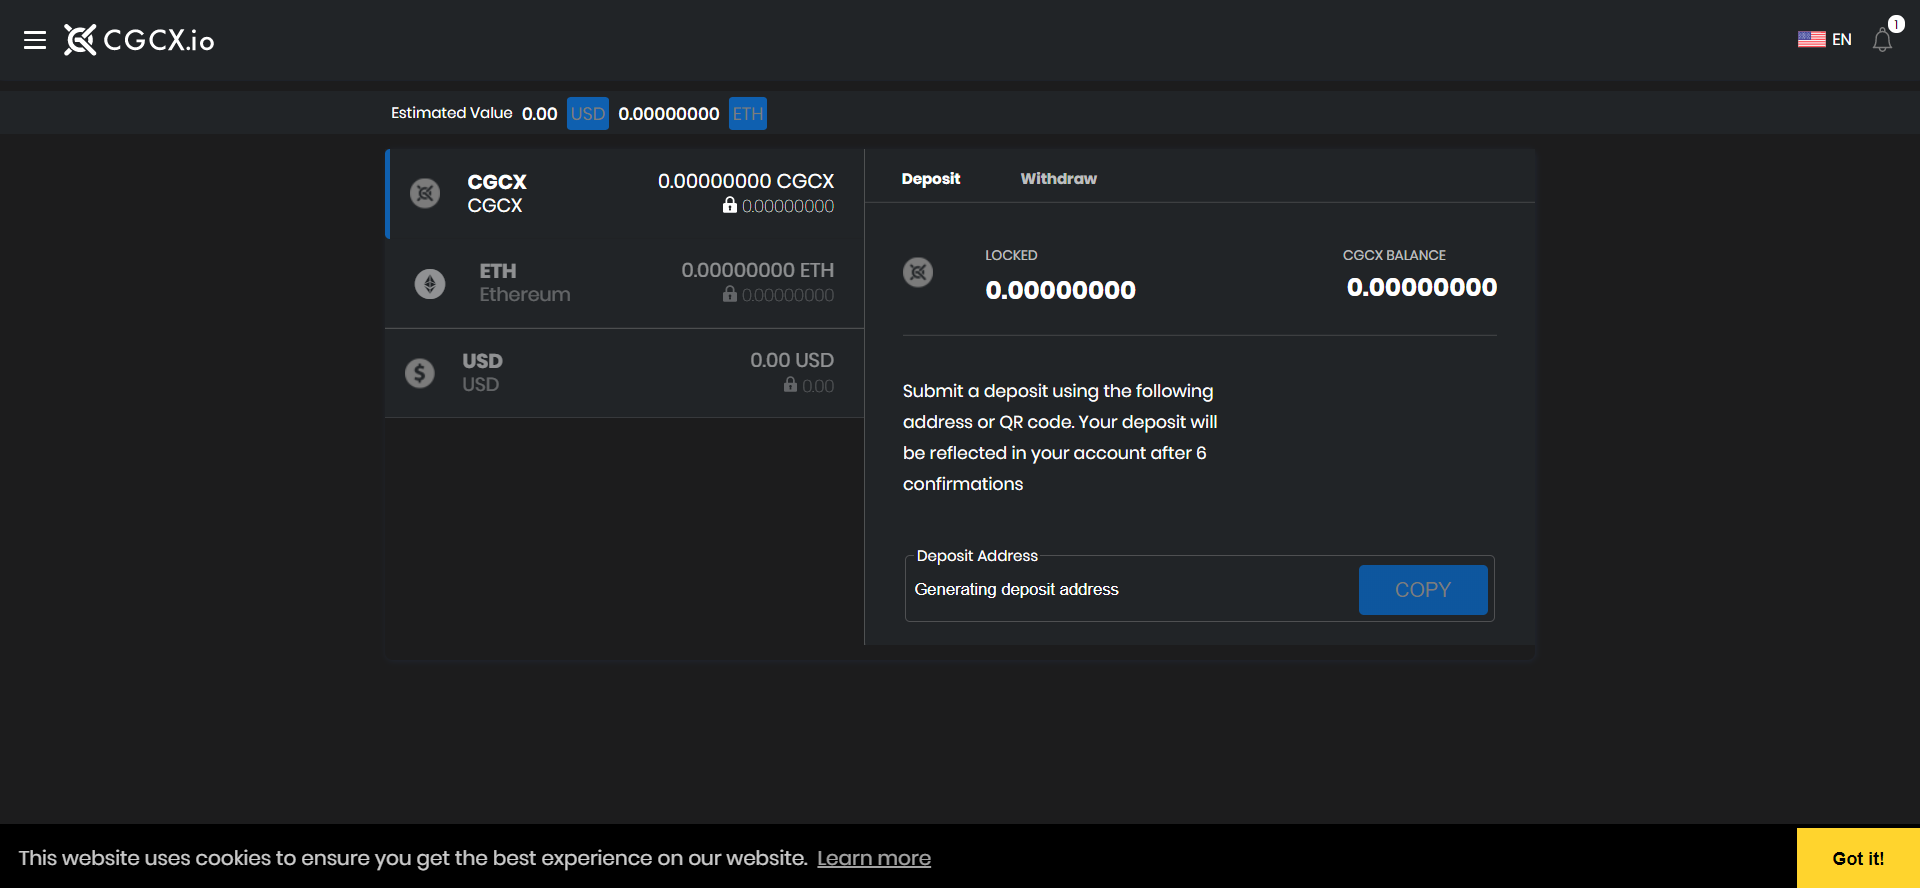 CGCX.io
EN
1
Estimated Value 0.00 USD 0.00000000 ETH
CGCX
CGCX
0.00000000 CGCX
0.00000000
ETH
Ethereum
0.00000000 ETH
0.00000000
USD
USD
0.00 USD
0.00
Deposit
Withdraw
LOCKED
0.00000000
CGCX BALANCE
0.00000000
Submit a deposit using the following
address or QR code. Your deposit will
be reflected in your account after 6
confirmations
Deposit Address
Generating deposit address
COPY
This website uses cookies to ensure you get the best experience on our website. Learn more
Got it!